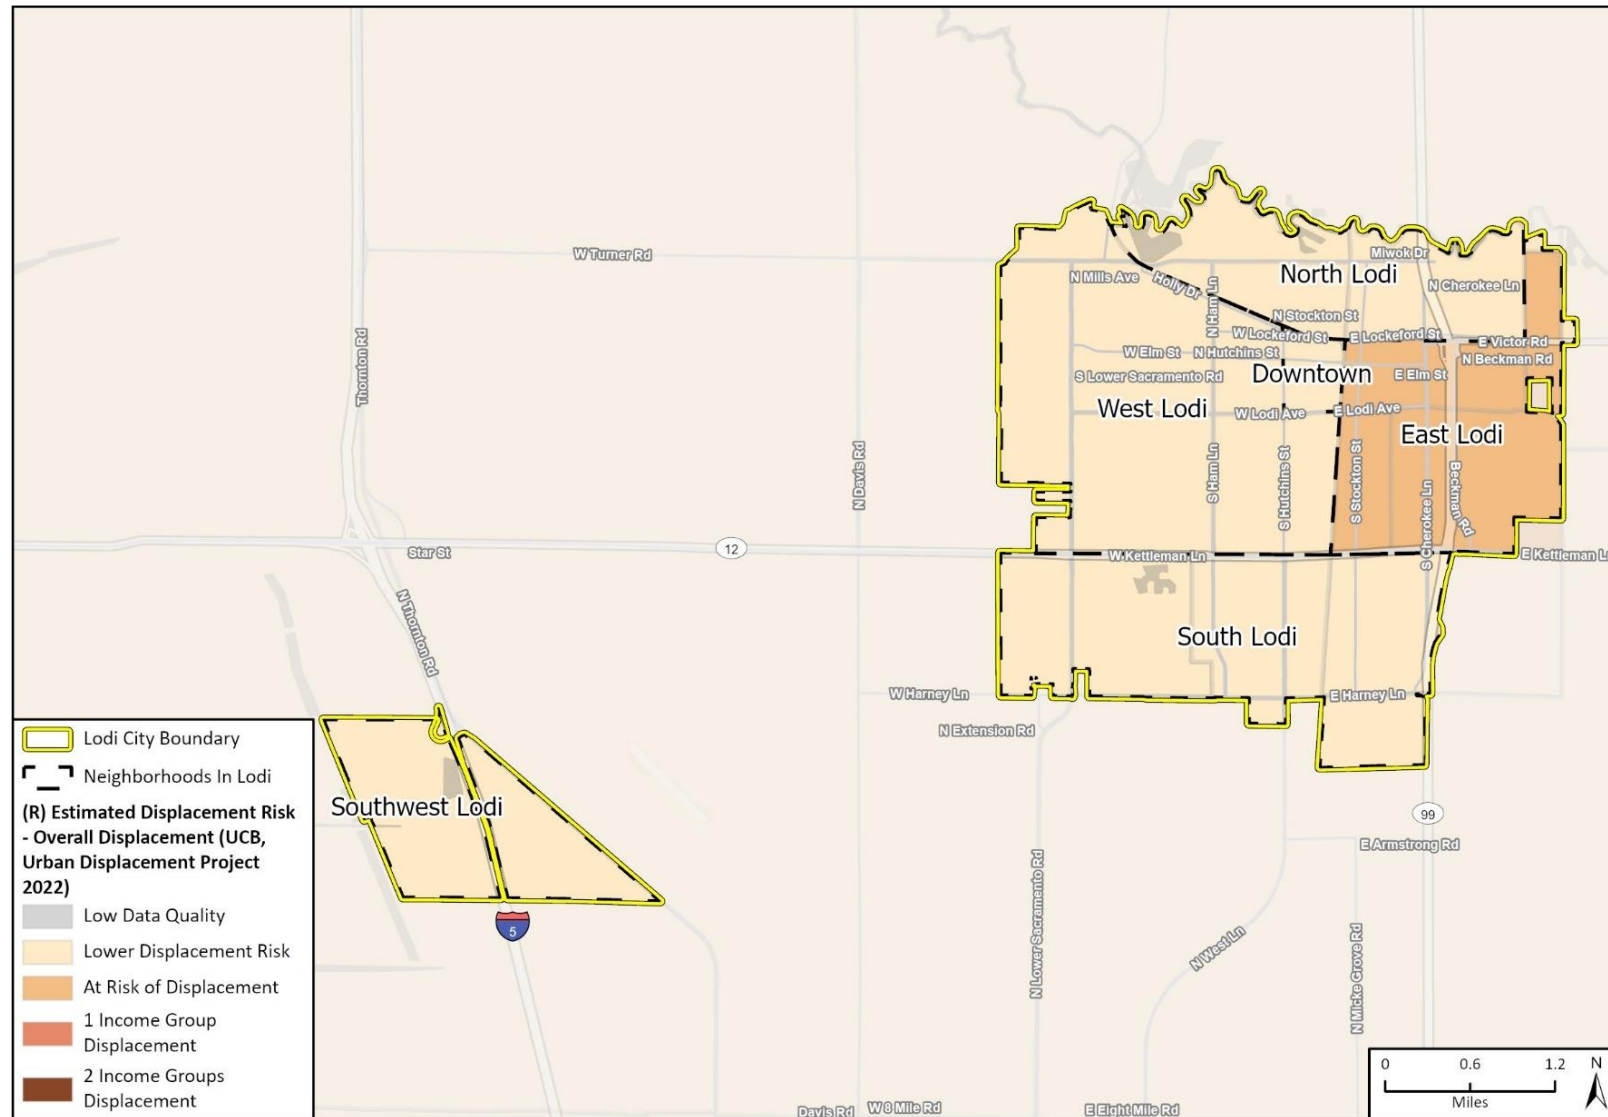 Miwok Dr
W Turner Rd
North Lodi
N Mills Ave
Holly Dr
N Ham Ln
N Cherokee Ln
N Stockton St
W Lockeford St
E Lockeford St
E Victor Rd
Thornton Rd
W Elm St
N Hutchins St
N Beckman Rd
S Lower Sacramento Rd
Downtown
E Elm St
West Lodi
W Lodi Ave
E Lodi Ave
East Lodi
N Davis Rd
S Ham Ln
S Hutchins St
S Stockton St
S Cherokee Ln
Beckman Rd
Star St
12
W Kettleman Ln
E Kettleman Ln
N Thornton Rd
South Lodi
W Harney Ln
E Harney Ln
N Extension Rd
Southwest Lodi
99
E Armstrong Rd
5
N Lower Sacramento Rd
N West Ln
N Micke Grove Rd
Davis Rd
W 8 Mile Rd
E Eight Mile Rd
Lodi City Boundary
Neighborhoods In Lodi
(R) Estimated Displacement Risk
- Overall Displacement (UCB,
Urban Displacement Project
2022)
Low Data Quality
Lower Displacement Risk
At Risk of Displacement
1 Income Group
Displacement
2 Income Groups
Displacement
0 0.6 1.2
Miles
N